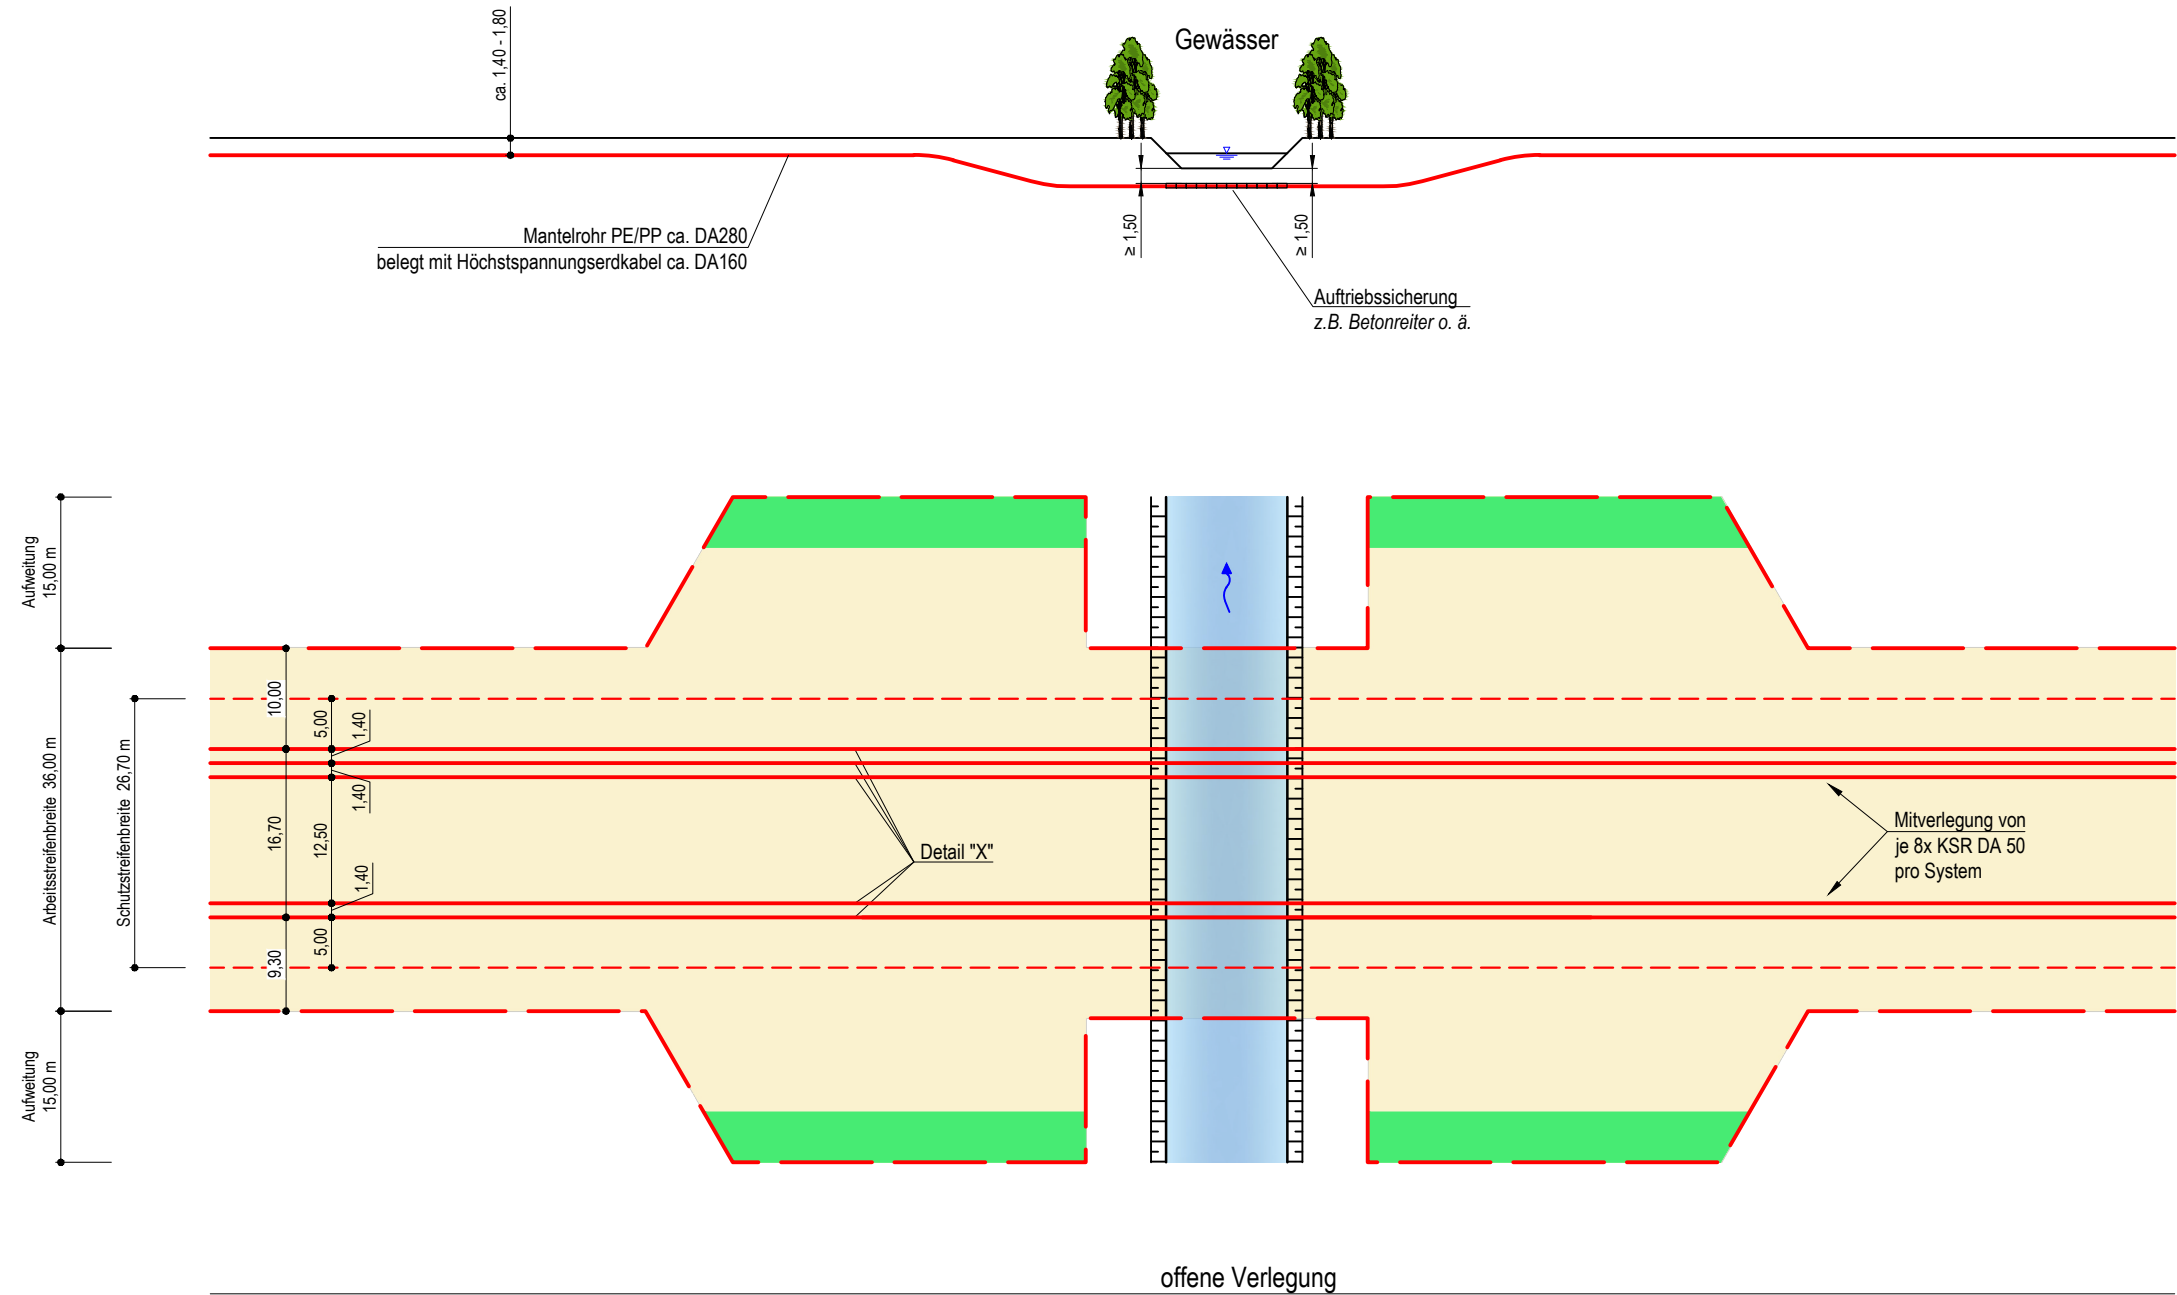 ca. 1,40 - 1,80
Gewässer
Mantelrohr PE/PP ca. DA280
belegt mit Höchstspannungserdkabel ca. DA160
≥ 1,50
≥ 1,50
Auftriebssicherung
z.B. Betonreiter o. ä.
Aufweitung
15,00 m
Arbeitsstreifenbreite 36,00 m
Schutzstreifenbreite 26,70 m
10,00
5,00
1,40
1,40
16,70
12,50
1,40
9,30
5,00
Detail "X"
Mitverlegung von
je 8x KSR DA 50
pro System
Aufweitung
15,00 m
offene Verlegung